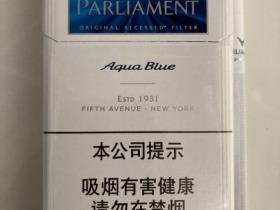 PARLIAMENT
ORIGINAL RECESSED FILTER
Aqua Blue
ESTD 1931
FIFTH AVENUE - NEW YORK
本公司提示
吸烟有害健康
请勿在禁烟